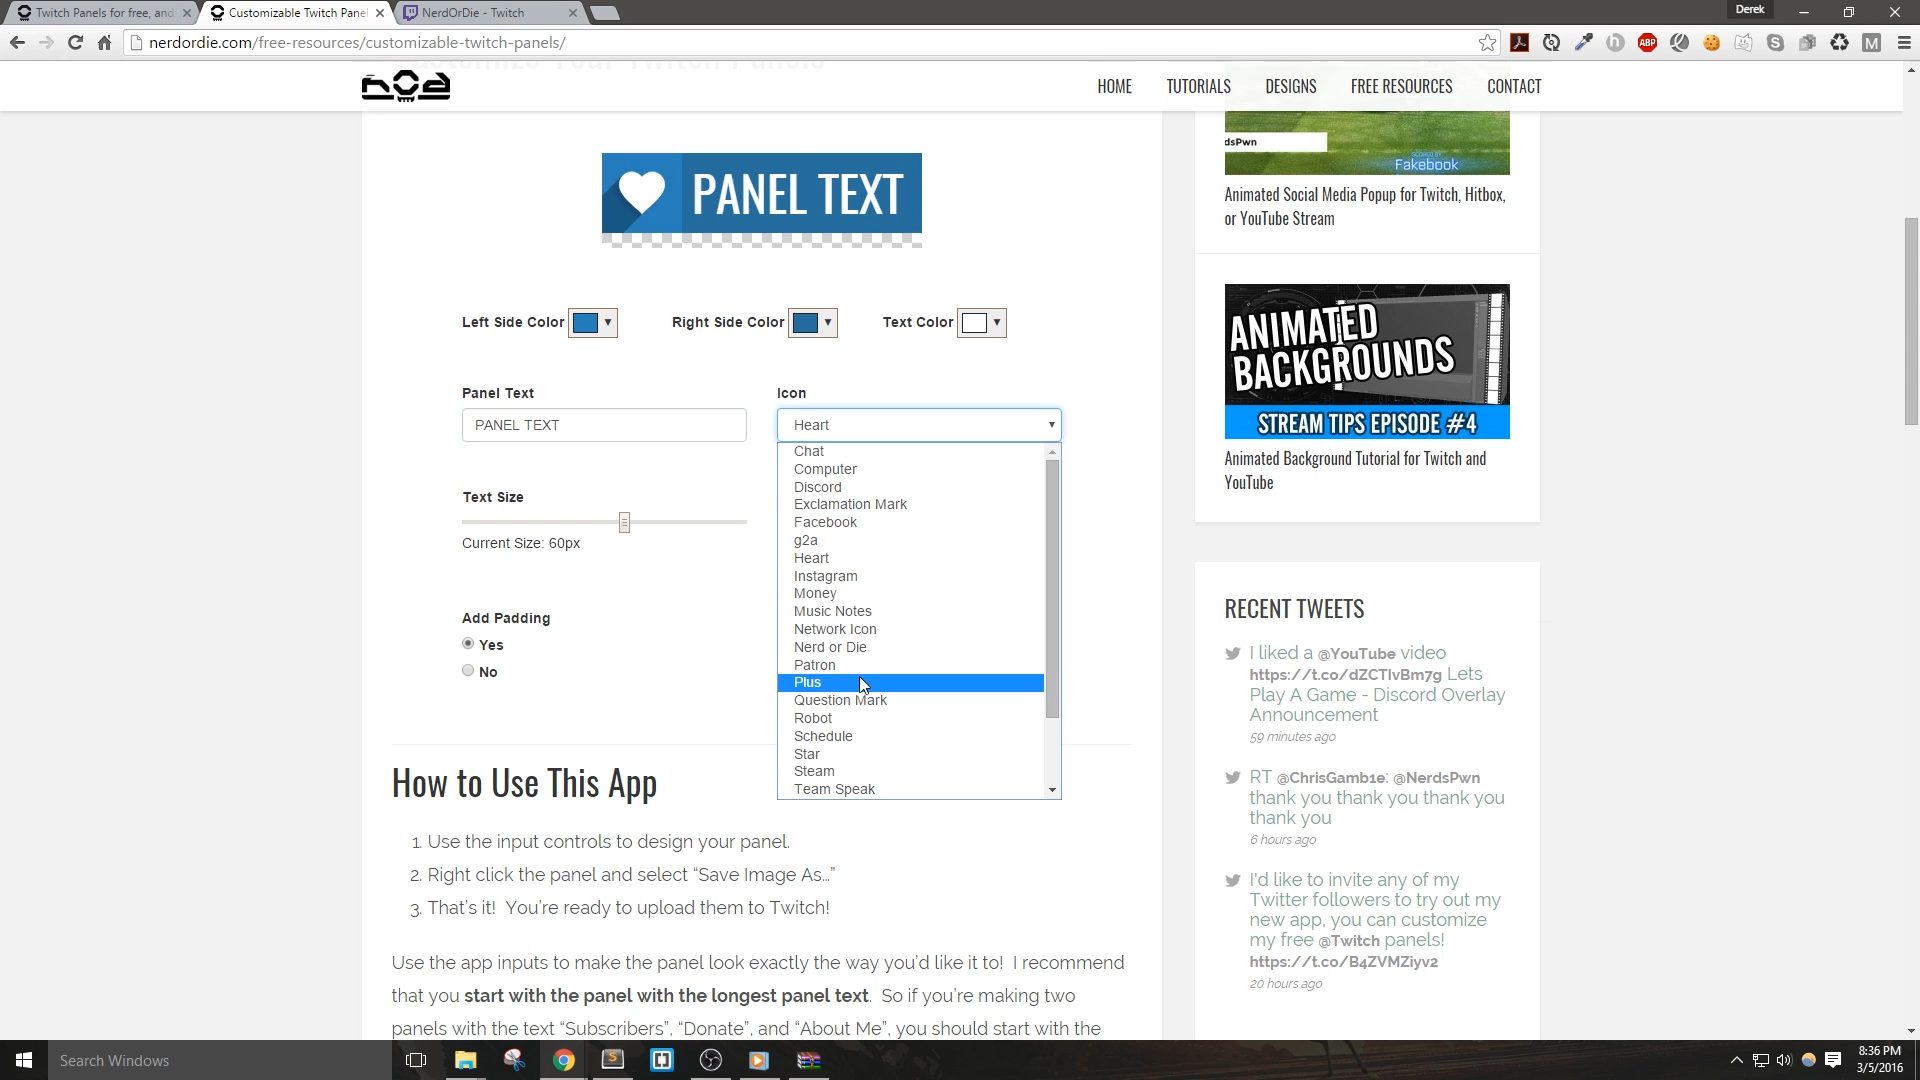 Twitch Panels for free, and
Customizable Twitch Pane
NerdOrDie - Twitch
Derek
nerdordie.com/free-resources/customizable-twitch-panels/
ABP
Customize Your Twitch Panels
nod
HOME
TUTORIALS
DESIGNS
FREE RESOURCES
CONTACT
PANEL TEXT
Left Side Color
Right Side Color
Text Color
Panel Text
PANEL TEXT
Text Size
Current Size: 60px
Add Padding
Yes
No
Icon
Heart
Chat
Computer
Discord
Exclamation Mark
Facebook
g2a
Heart
Instagram
Money
Music Notes
Network Icon
Nerd or Die
Patron
Plus
Question Mark
Robot
Schedule
Star
Steam
Team Speak
How to Use This App
1. Use the input controls to design your panel.
2. Right click the panel and select “Save Image As…”
3. That’s it!  You’re ready to upload them to Twitch!
Use the app inputs to make the panel look exactly the way you’d like it to!  I recommend
that you start with the panel with the longest panel text.  So if you’re making two
panels with the text “Subscribers”, “Donate”, and “About Me”, you should start with the
dsPwn
Fakebook
Animated Social Media Popup for Twitch, Hitbox,
or YouTube Stream
ANIMATED
BACKGROUNDS
STREAM TIPS EPISODE #4
Animated Background Tutorial for Twitch and
YouTube
RECENT TWEETS
I liked a @YouTube video
https://t.co/dZCTIvBm7g Lets
Play A Game - Discord Overlay
Announcement
59 minutes ago
RT @ChrisGamb1e: @NerdsPwn
thank you thank you thank you
thank you
6 hours ago
I'd like to invite any of my
Twitter followers to try out my
new app, you can customize
my free @Twitch panels!
https://t.co/B4ZVMZiyv2
20 hours ago
Search Windows
8:36 PM
3/5/2016